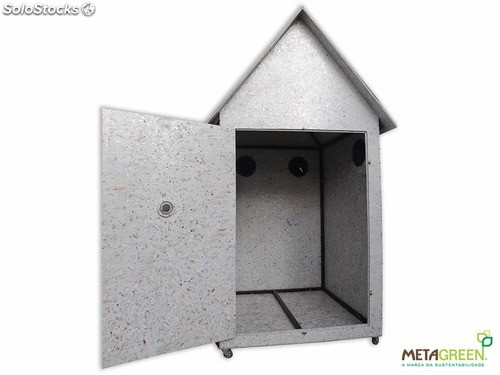 SoloStocks
METAGREEN.
A MARCA DA SUSTENTABILIDADE